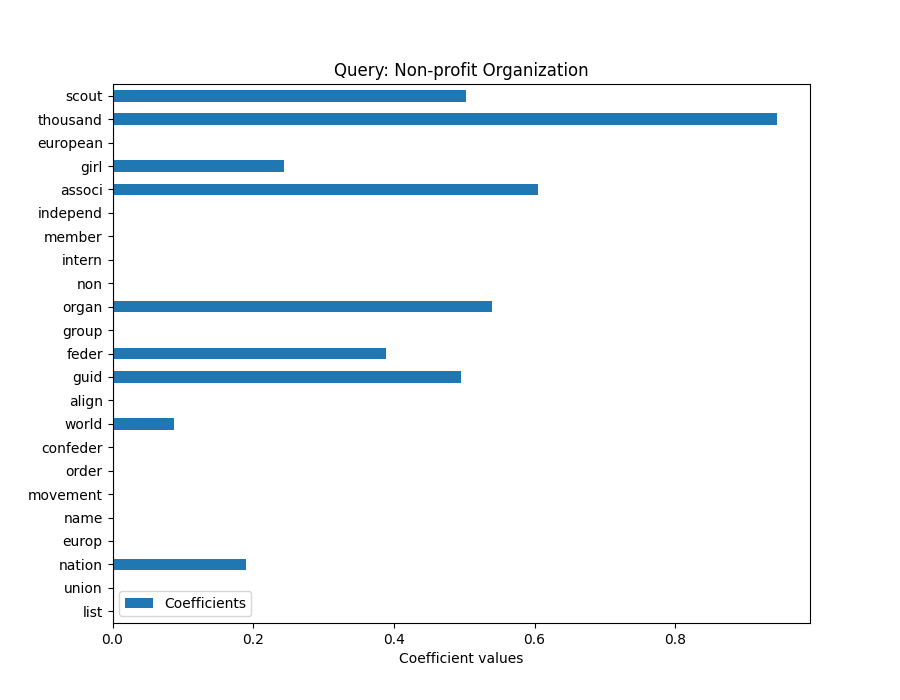 Query: Non-profit Organization
scout
thousand
european
girl
associ
independ
member
intern
non
organ
group
feder
guid
align
world
confeder
order
movement
name
europ
nation
union
list
Coefficients
0.0 0.2 0.4 0.6 0.8
Coefficient values